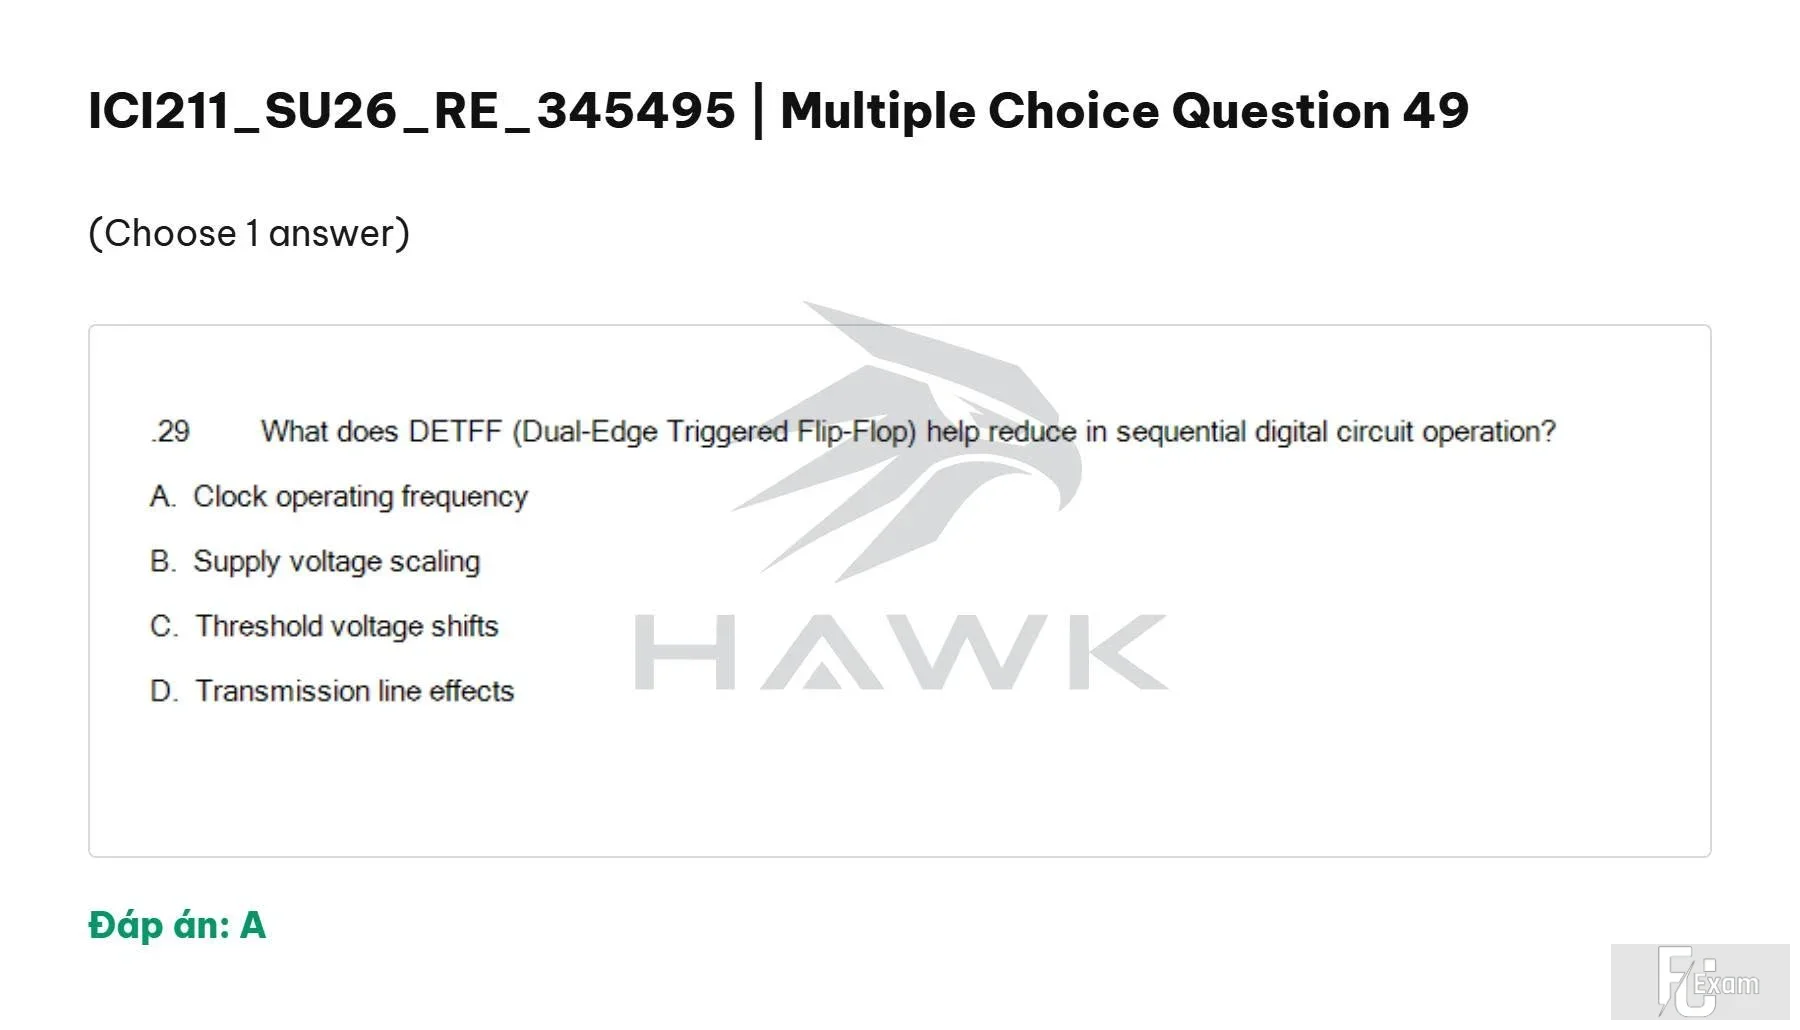 ICI211_SU26_RE_345495 | Multiple Choice Question 49
(Choose 1 answer)
.29 What does DETFF (Dual-Edge Triggered Flip-Flop) help reduce in sequential digital circuit operation?
A. Clock operating frequency
B. Supply voltage scaling
C. Threshold voltage shifts
D. Transmission line effects
HAWK
Đáp án: A
FU Exam